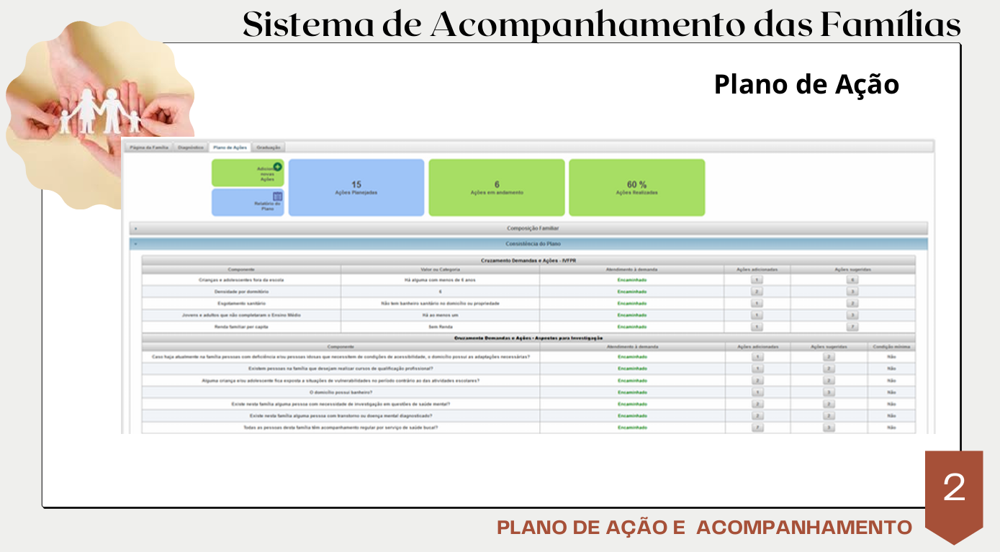 Sistema de Acompanhamento das Famílias
Plano de Ação
Página da Família Diagnóstico Plano de Ações Graduação
novas
Ações
Relatório do
Plano
15
Ações Planejadas
6
Ações em andamento
60 %
Ações Realizadas
Composição Familiar
Consistência do Plano
Cruzamento Demandas e Ações - IVFPR
Componente Valor ou Categoria Atendimento à demanda Ações adicionadas Ações sugeridas
Crianças e adolescentes fora da escola Há alguma com menos de 6 anos Encaminhado 1 6
Densidade por dormitório 6 Encaminhado 2 3
Esgotamento sanitário Não tem banheiro sanitário no domicílio ou propriedade Encaminhado 1 2
Jovens e adultos que não completaram o Ensino Médio Há ao menos um Encaminhado 1 3
Renda familiar per capita Sem Renda Encaminhado 1 7
Cruzamento Demandas e Ações - Aspectos para Investigação
Componente Atendimento à demanda Ações adicionadas Ações sugeridas Condição mínima
Caso haja atualmente na família pessoas com deficiência e/ou pessoas idosas que necessitem de condições de acessibilidade, o domicílio possui as adaptações necessárias? Encaminhado 1 2 Não
Existem pessoas na família que desejam realizar cursos de qualificação profissional? Encaminhado 1 2 Não
Alguma criança e/ou adolescente fica exposta a situações de vulnerabilidades no período contrário ao das atividades escolares? Encaminhado 2 2 Não
O domicílio possui banheiro? Encaminhado 1 3 Não
Existe nesta família alguma pessoa com necessidade de investigação em questões de saúde mental? Encaminhado 2 2 Não
Existe nesta família alguma pessoa com transtorno ou doença mental diagnosticado? Encaminhado 2 2 Não
Todas as pessoas desta família têm acompanhamento regular por serviço de saúde bucal? Encaminhado 7 3 Não
2
PLANO DE AÇÃO E ACOMPANHAMENTO